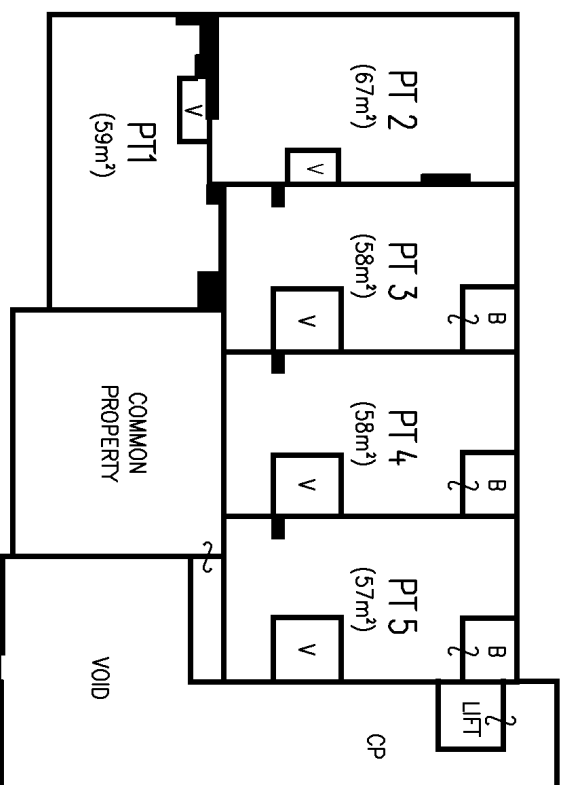 PT 2
(67m²)
V
V
PT1
(59m²)
PT 3
(58m²)
V
B
PT 4
(58m²)
V
B
COMMON
PROPERTY
PT 5
(57m²)
V
B
VOID
LIFT
CP